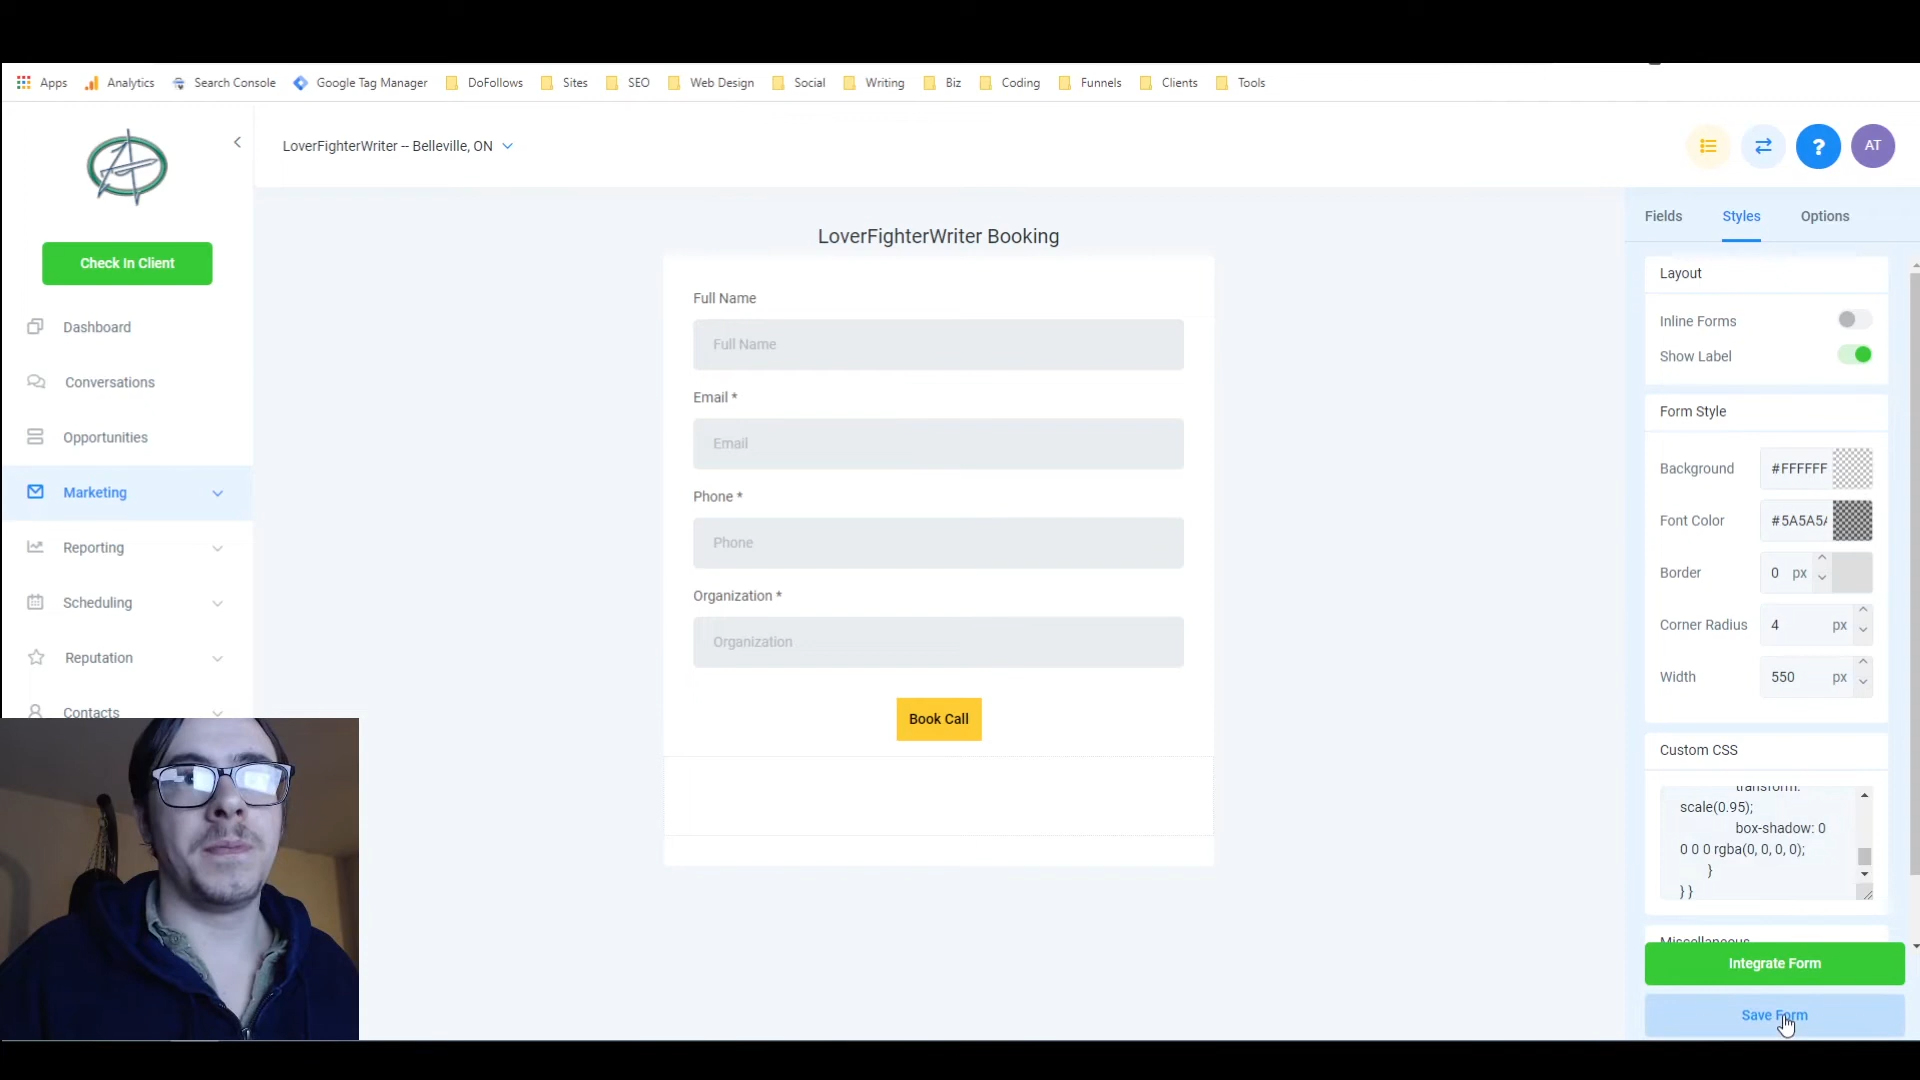 Apps
Analytics
Search Console
Google Tag Manager
DoFollows
Sites
SEO
Web Design
Social
Writing
Biz
Coding
Funnels
Clients
Tools
LoverFighterWriter -- Belleville, ON
?
AT
Check In Client
Dashboard
Conversations
Opportunities
Marketing
Reporting
Scheduling
Reputation
Contacts
LoverFighterWriter Booking
Full Name
Full Name
Email *
Email
Phone *
Phone
Organization *
Organization
Book Call
Fields
Styles
Options
Layout
Inline Forms
Show Label
Form Style
Background
#FFFFFF
Font Color
#5A5A5A
Border
0 px
Corner Radius
4 px
Width
550 px
Custom CSS
transform:
scale(0.95);
box-shadow: 0
0 0 0 rgba(0, 0, 0, 0);
}
} }
Miscellaneous
Integrate Form
Save Form